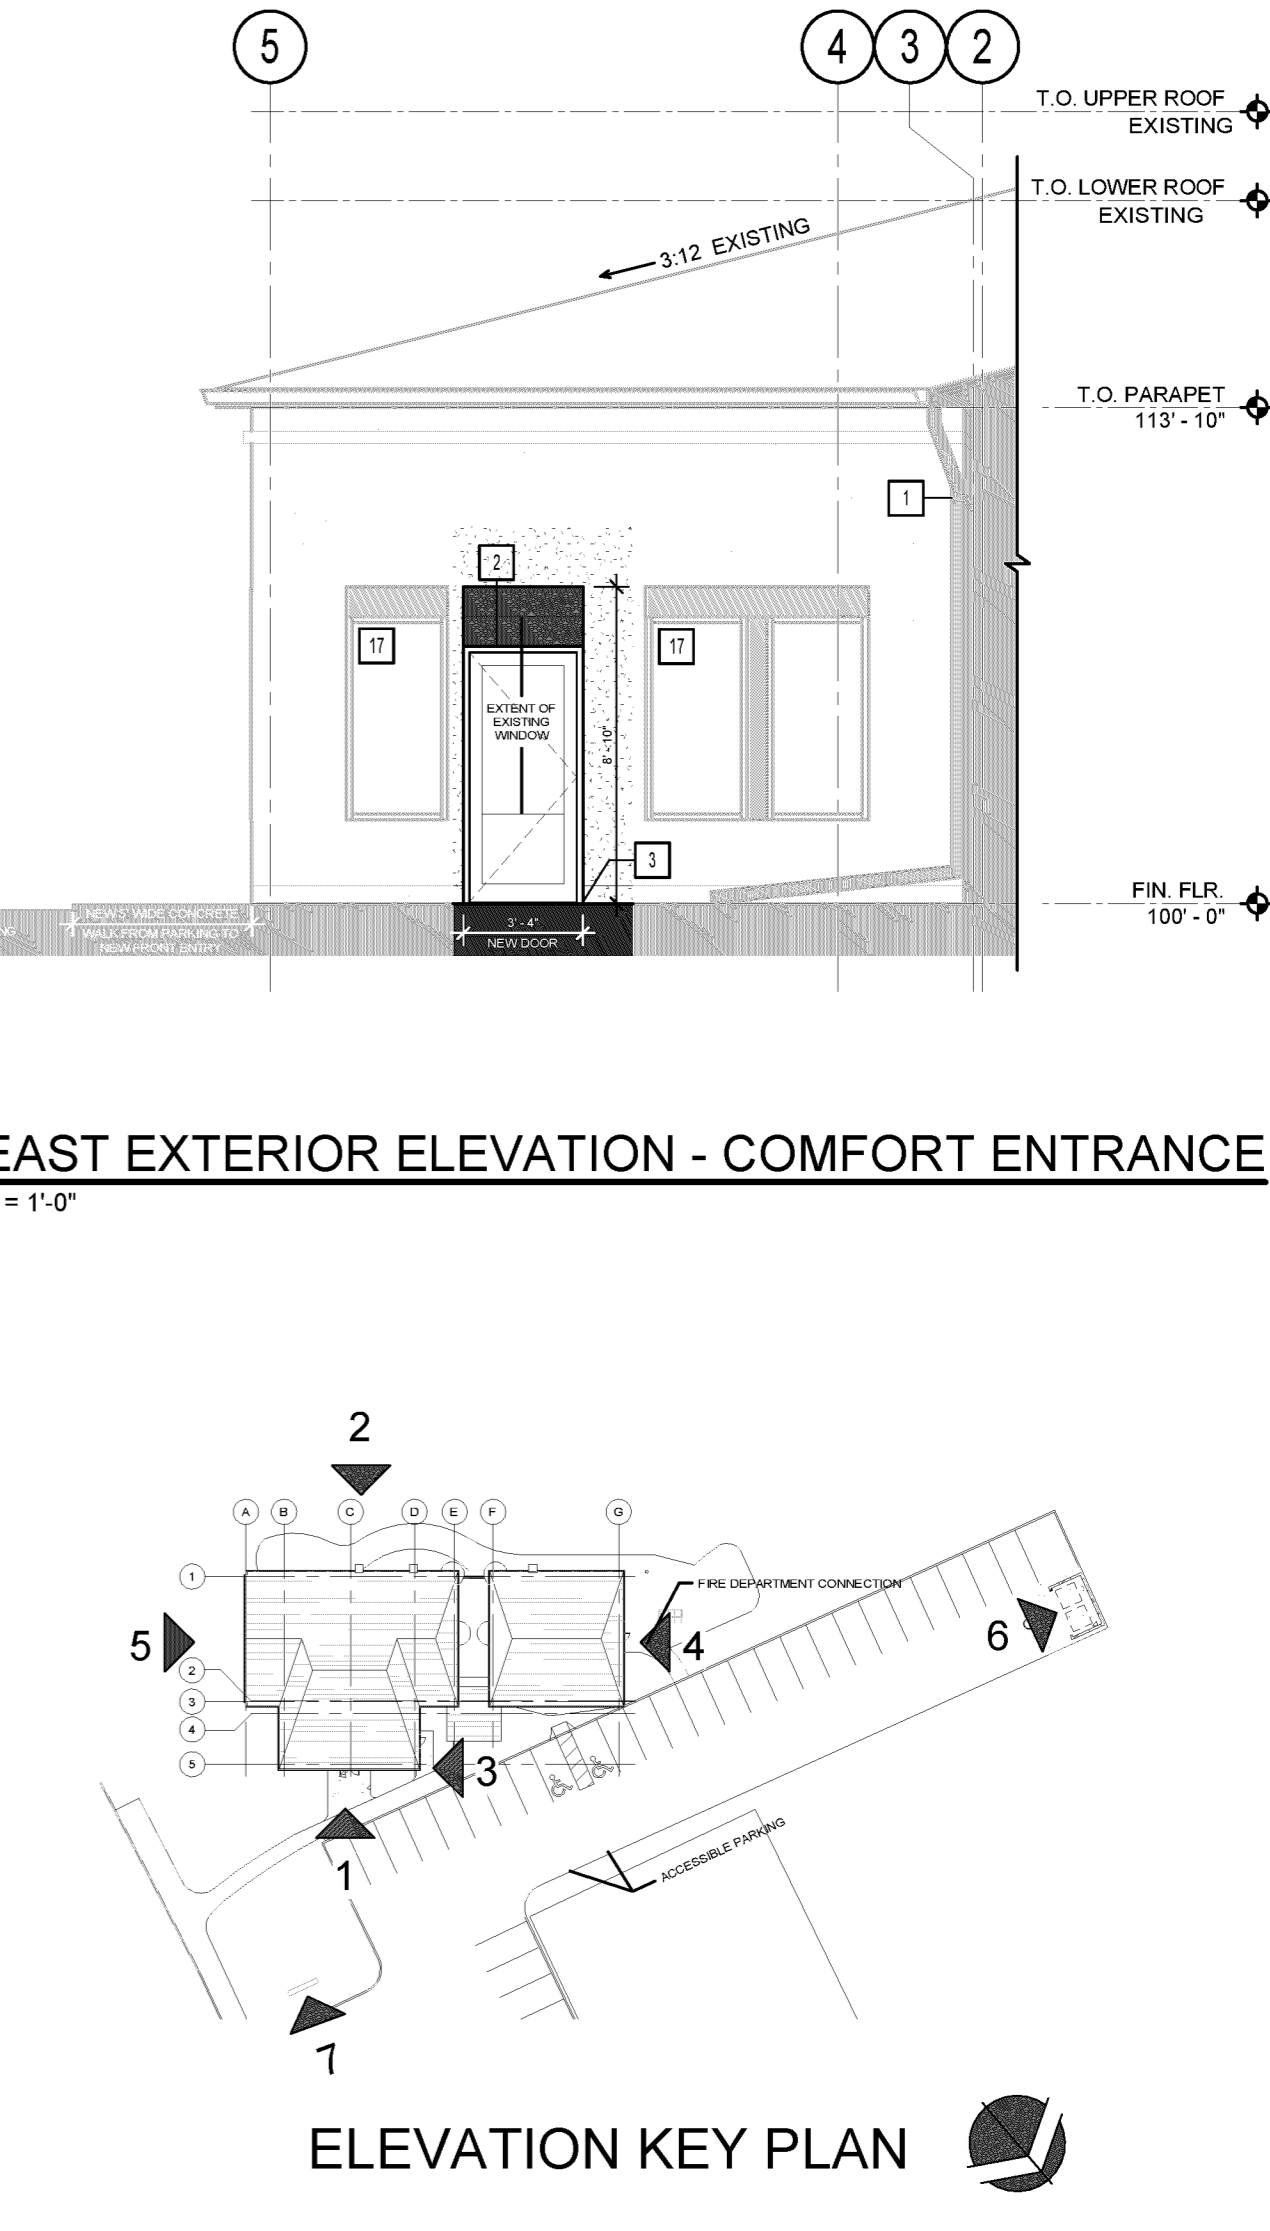 5
4
3
2
T.O. UPPER ROOF
EXISTING
T.O. LOWER ROOF
EXISTING
3:12 EXISTING
T.O. PARAPET
113' - 10"
1
2
17
17
EXTENT OF
EXISTING
WINDOW
8' - 10"
3
FIN. FLR.
100' - 0"
NEW 5' WIDE CONCRETE
WALK FROM PARKING TO
NEW FRONT ENTRY
3' - 4"
NEW DOOR
EAST EXTERIOR ELEVATION - COMFORT ENTRANCE
= 1'-0"
2
A
B
C
D
E
F
G
1
FIRE DEPARTMENT CONNECTION
5
4
6
2
3
4
5
3
1
ACCESSIBLE PARKING
7
ELEVATION KEY PLAN